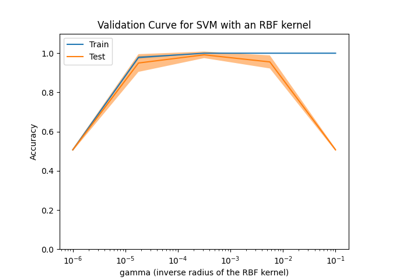 Validation Curve for SVM with an RBF kernel
Train
Test
1.0
0.8
0.6
0.4
0.2
0.0
Accuracy
10⁻⁶ 10⁻⁵ 10⁻⁴ 10⁻³ 10⁻² 10⁻¹
gamma (inverse radius of the RBF kernel)